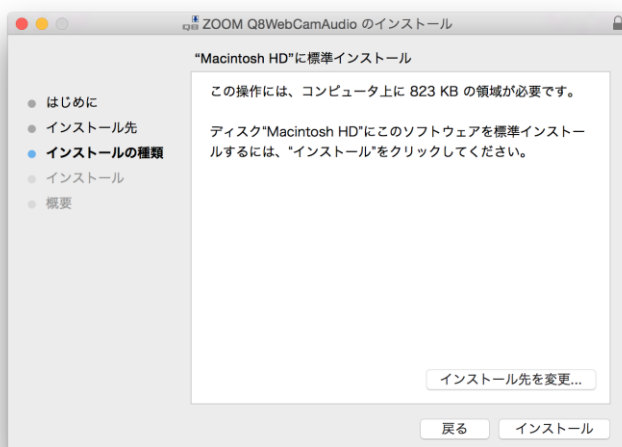 ZOOM Q8WebCamAudio のインストール
“Macintosh HD”に標準インストール
はじめに
インストール先
インストールの種類
インストール
概要
この操作には、コンピュータ上に 823 KB の領域が必要です。
ディスク“Macintosh HD”にこのソフトウェアを標準インストー
ルするには、“インストール”をクリックしてください。
インストール先を変更...
戻る
インストール